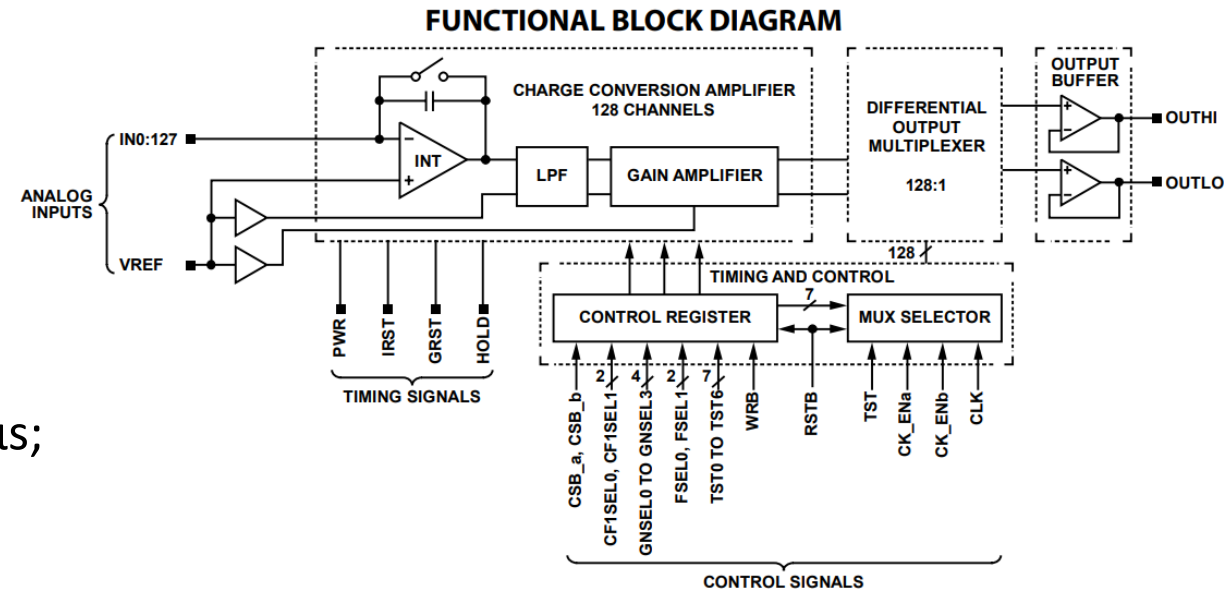 FUNCTIONAL BLOCK DIAGRAM
CHARGE CONVERSION AMPLIFIER
128 CHANNELS
OUTPUT
BUFFER
DIFFERENTIAL
OUTPUT
MULTIPLEXER
128:1
ANALOG
INPUTS
IN0:127
VREF
−
+
INT
LPF
GAIN AMPLIFIER
+
−
OUTHI
+
−
OUTLO
128
PWR
IRST
GRST
HOLD
TIMING SIGNALS
TIMING AND CONTROL
CONTROL REGISTER
7
MUX SELECTOR
2
4
2
7
CSB_a, CSB_b
CF1SEL0, CF1SEL1
GNSEL0 TO GNSEL3
FSEL0, FSEL1
TST0 TO TST6
WRB
RSTB
TST
CK_ENa
CK_ENb
CLK
CONTROL SIGNALS
us;